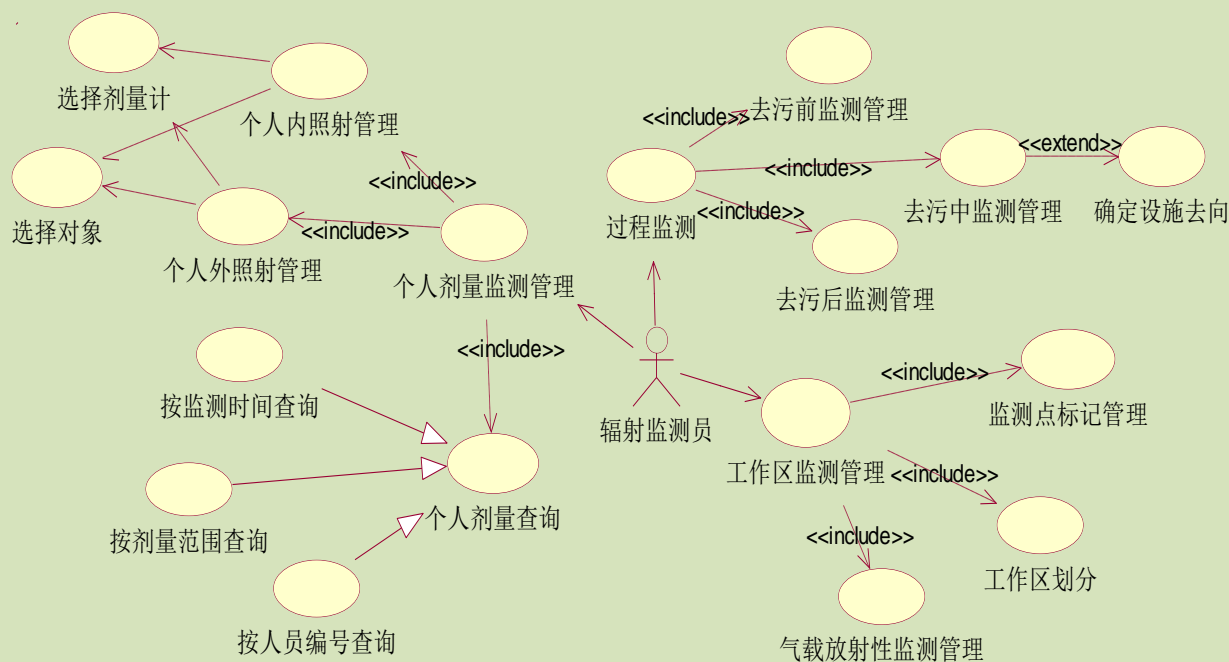 选择剂量计
个人内照射管理
<<include>>
去污前监测管理
<<include>>
<<extend>>
<<include>>
选择对象
<<include>>
<<include>>
过程监测
去污中监测管理
确定设施去向
个人外照射管理
个人剂量监测管理
去污后监测管理
<<include>>
<<include>>
按监测时间查询
辐射监测员
监测点标记管理
工作区监测管理
<<include>>
个人剂量查询
按剂量范围查询
<<include>>
工作区划分
按人员编号查询
气载放射性监测管理